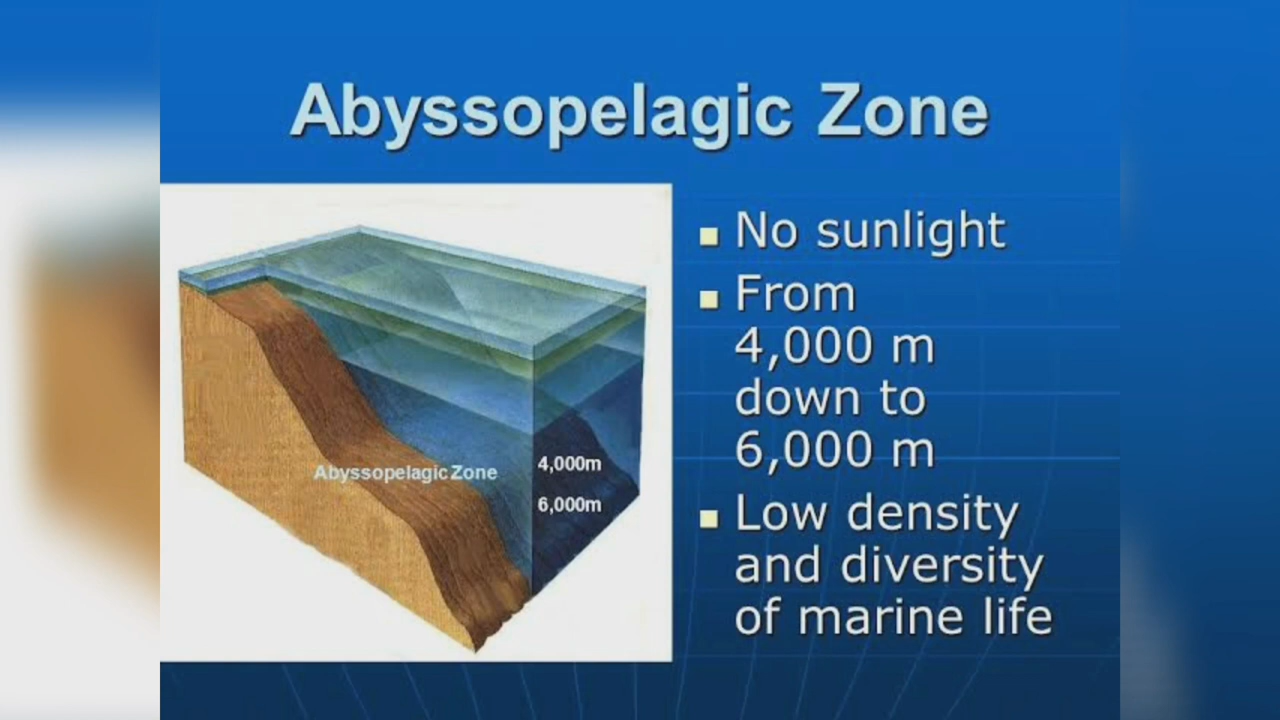 Abyssopelagic Zone
Abyssopelagic Zone
4,000m
6,000m
No sunlight
From
4,000 m
down to
6,000 m
Low density
and diversity
of marine life